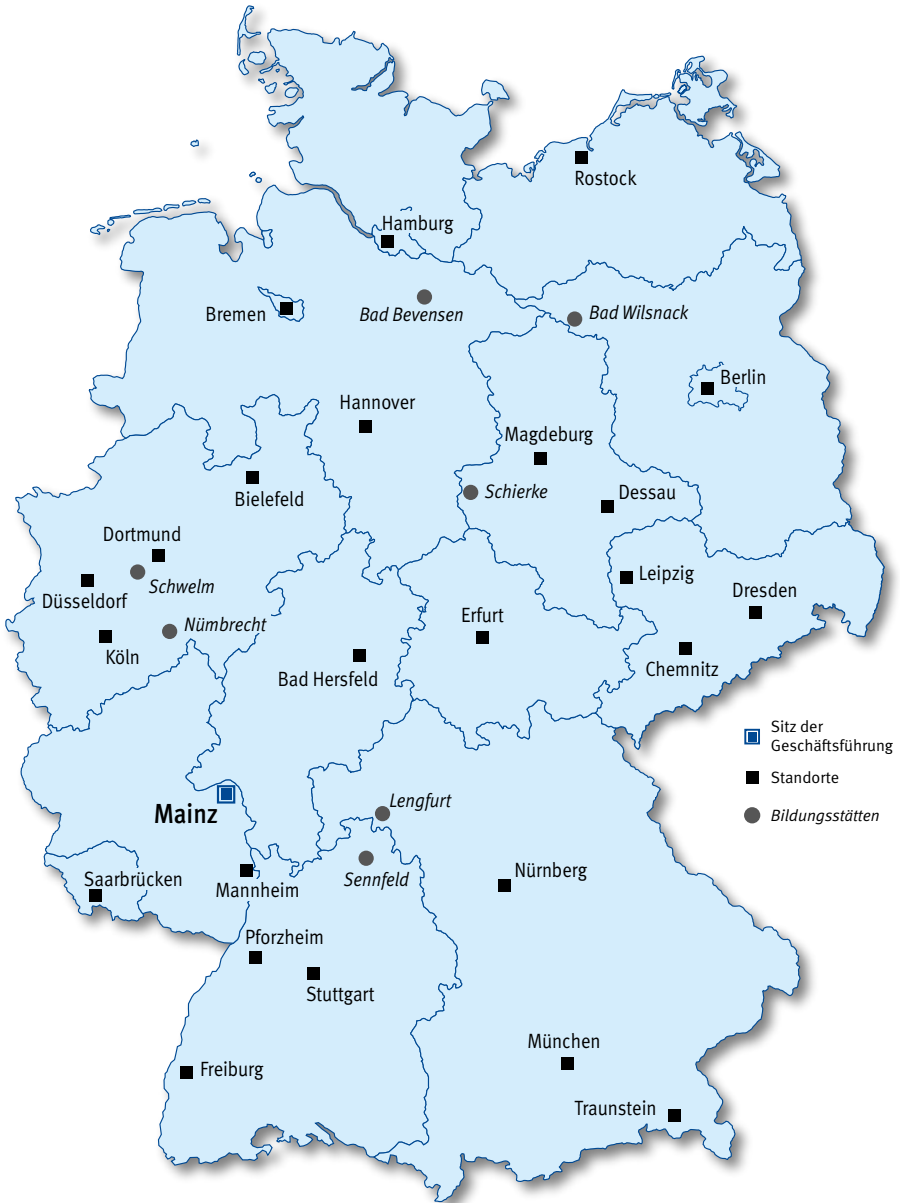 Rostock
Hamburg
Bremen
Bad Bevensen
Bad Wilsnack
Berlin
Hannover
Magdeburg
Bielefeld
Schierke
Dessau
Dortmund
Schwelm
Düsseldorf
Leipzig
Dresden
Nümbrecht
Erfurt
Köln
Bad Hersfeld
Chemnitz
Sitz der
Geschäftsführung
Standorte
Bildungsstätten
Mainz
Lengfurt
Saarbrücken
Mannheim
Sennfeld
Nürnberg
Pforzheim
Stuttgart
München
Freiburg
Traunstein